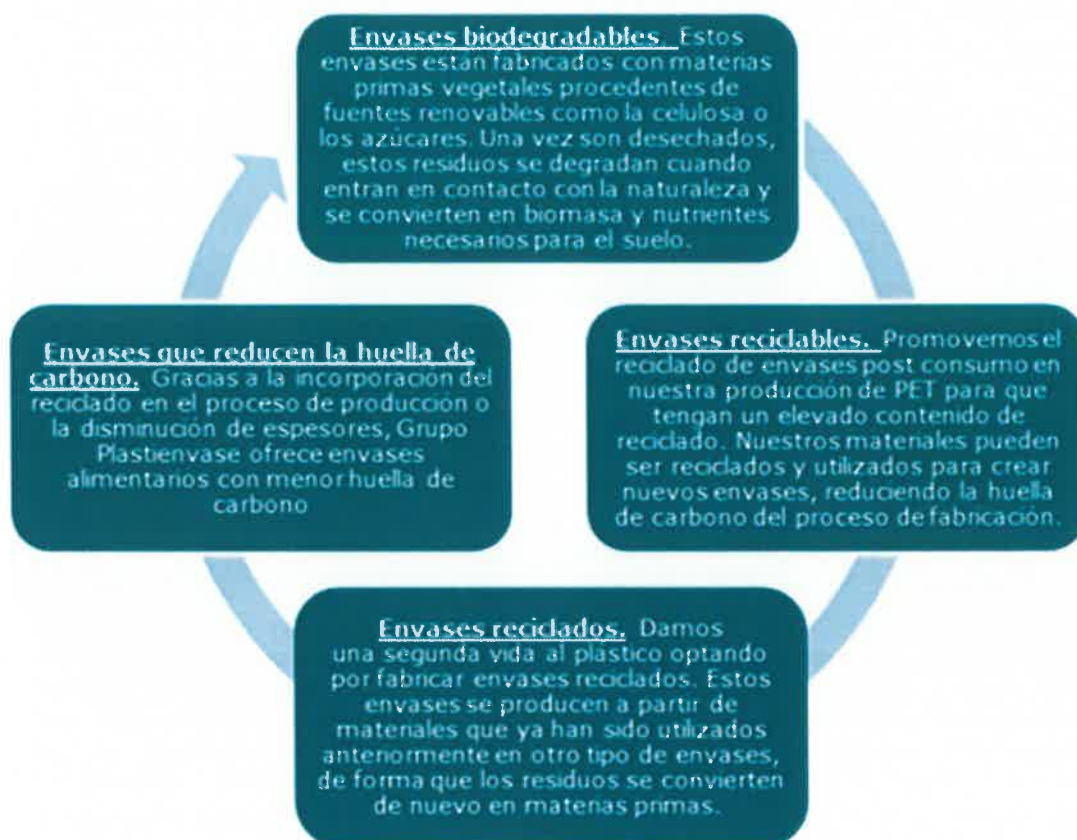 Envases biodegradables. Estos
envases están fabricados con materias
primas vegetales procedentes de
fuentes renovables como la celulosa o
los azúcares. Una vez son desechados,
estos residuos se degradan cuando
entran en contacto con la naturaleza y
se convierten en biomasa y nutrientes
necesarios para el suelo.
Envases reciclables. Promovemos el
reciclado de envases post consumo en
nuestra producción de PET para que
tengan un elevado contenido de
reciclado. Nuestros materiales pueden
ser reciclados y utilizados para crear
nuevos envases, reduciendo la huella
de carbono del proceso de fabricación.
Envases reciclados. Damos
una segunda vida al plástico optando
por fabricar envases reciclados. Estos
envases se producen a partir de
materiales que ya han sido utilizados
anteriormente en otro tipo de envases,
de forma que los residuos se convierten
de nuevo en materias primas.
Envases que reducen la huella de
carbono. Gracias a la incorporación del
reciclado en el proceso de producción o
la disminución de espesores, Grupo
Plastienvase ofrece envases
alimentarios con menor huella de
carbono